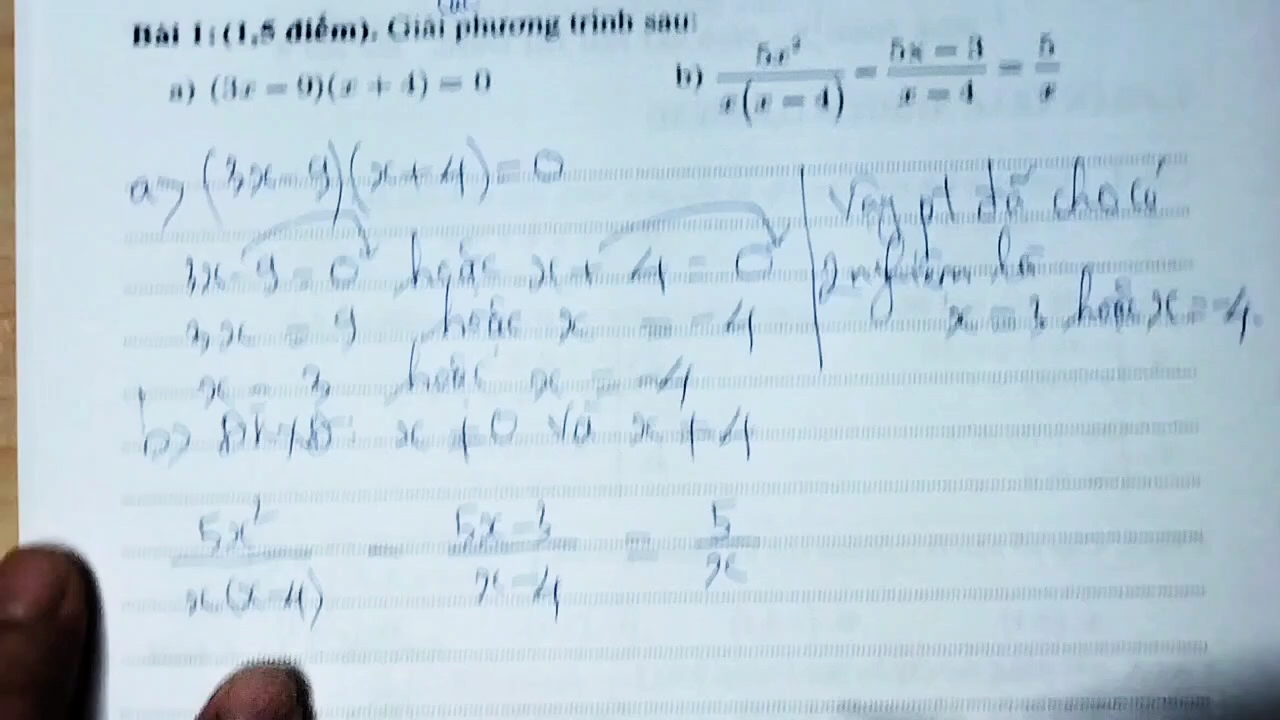 Bài 1: (1,5 điểm). Giải phương trình sau:
a) (3x − 9)(x + 4) = 0
b) 5x²/x(x − 4) − 5x − 3/x − 4 = 5/x
a) (3x − 9)(x + 4) = 0
3x − 9 = 0 hoặc x + 4 = 0
3x = 9 hoặc x = −4
x = 3 hoặc x = −4
Vậy pt đã cho có
2 nghiệm là
x = 3 hoặc x = −4.
b) ĐKXĐ: x ≠ 0 và x ≠ 4
5x²/x(x − 4) − 5x − 3/x − 4 = 5/x